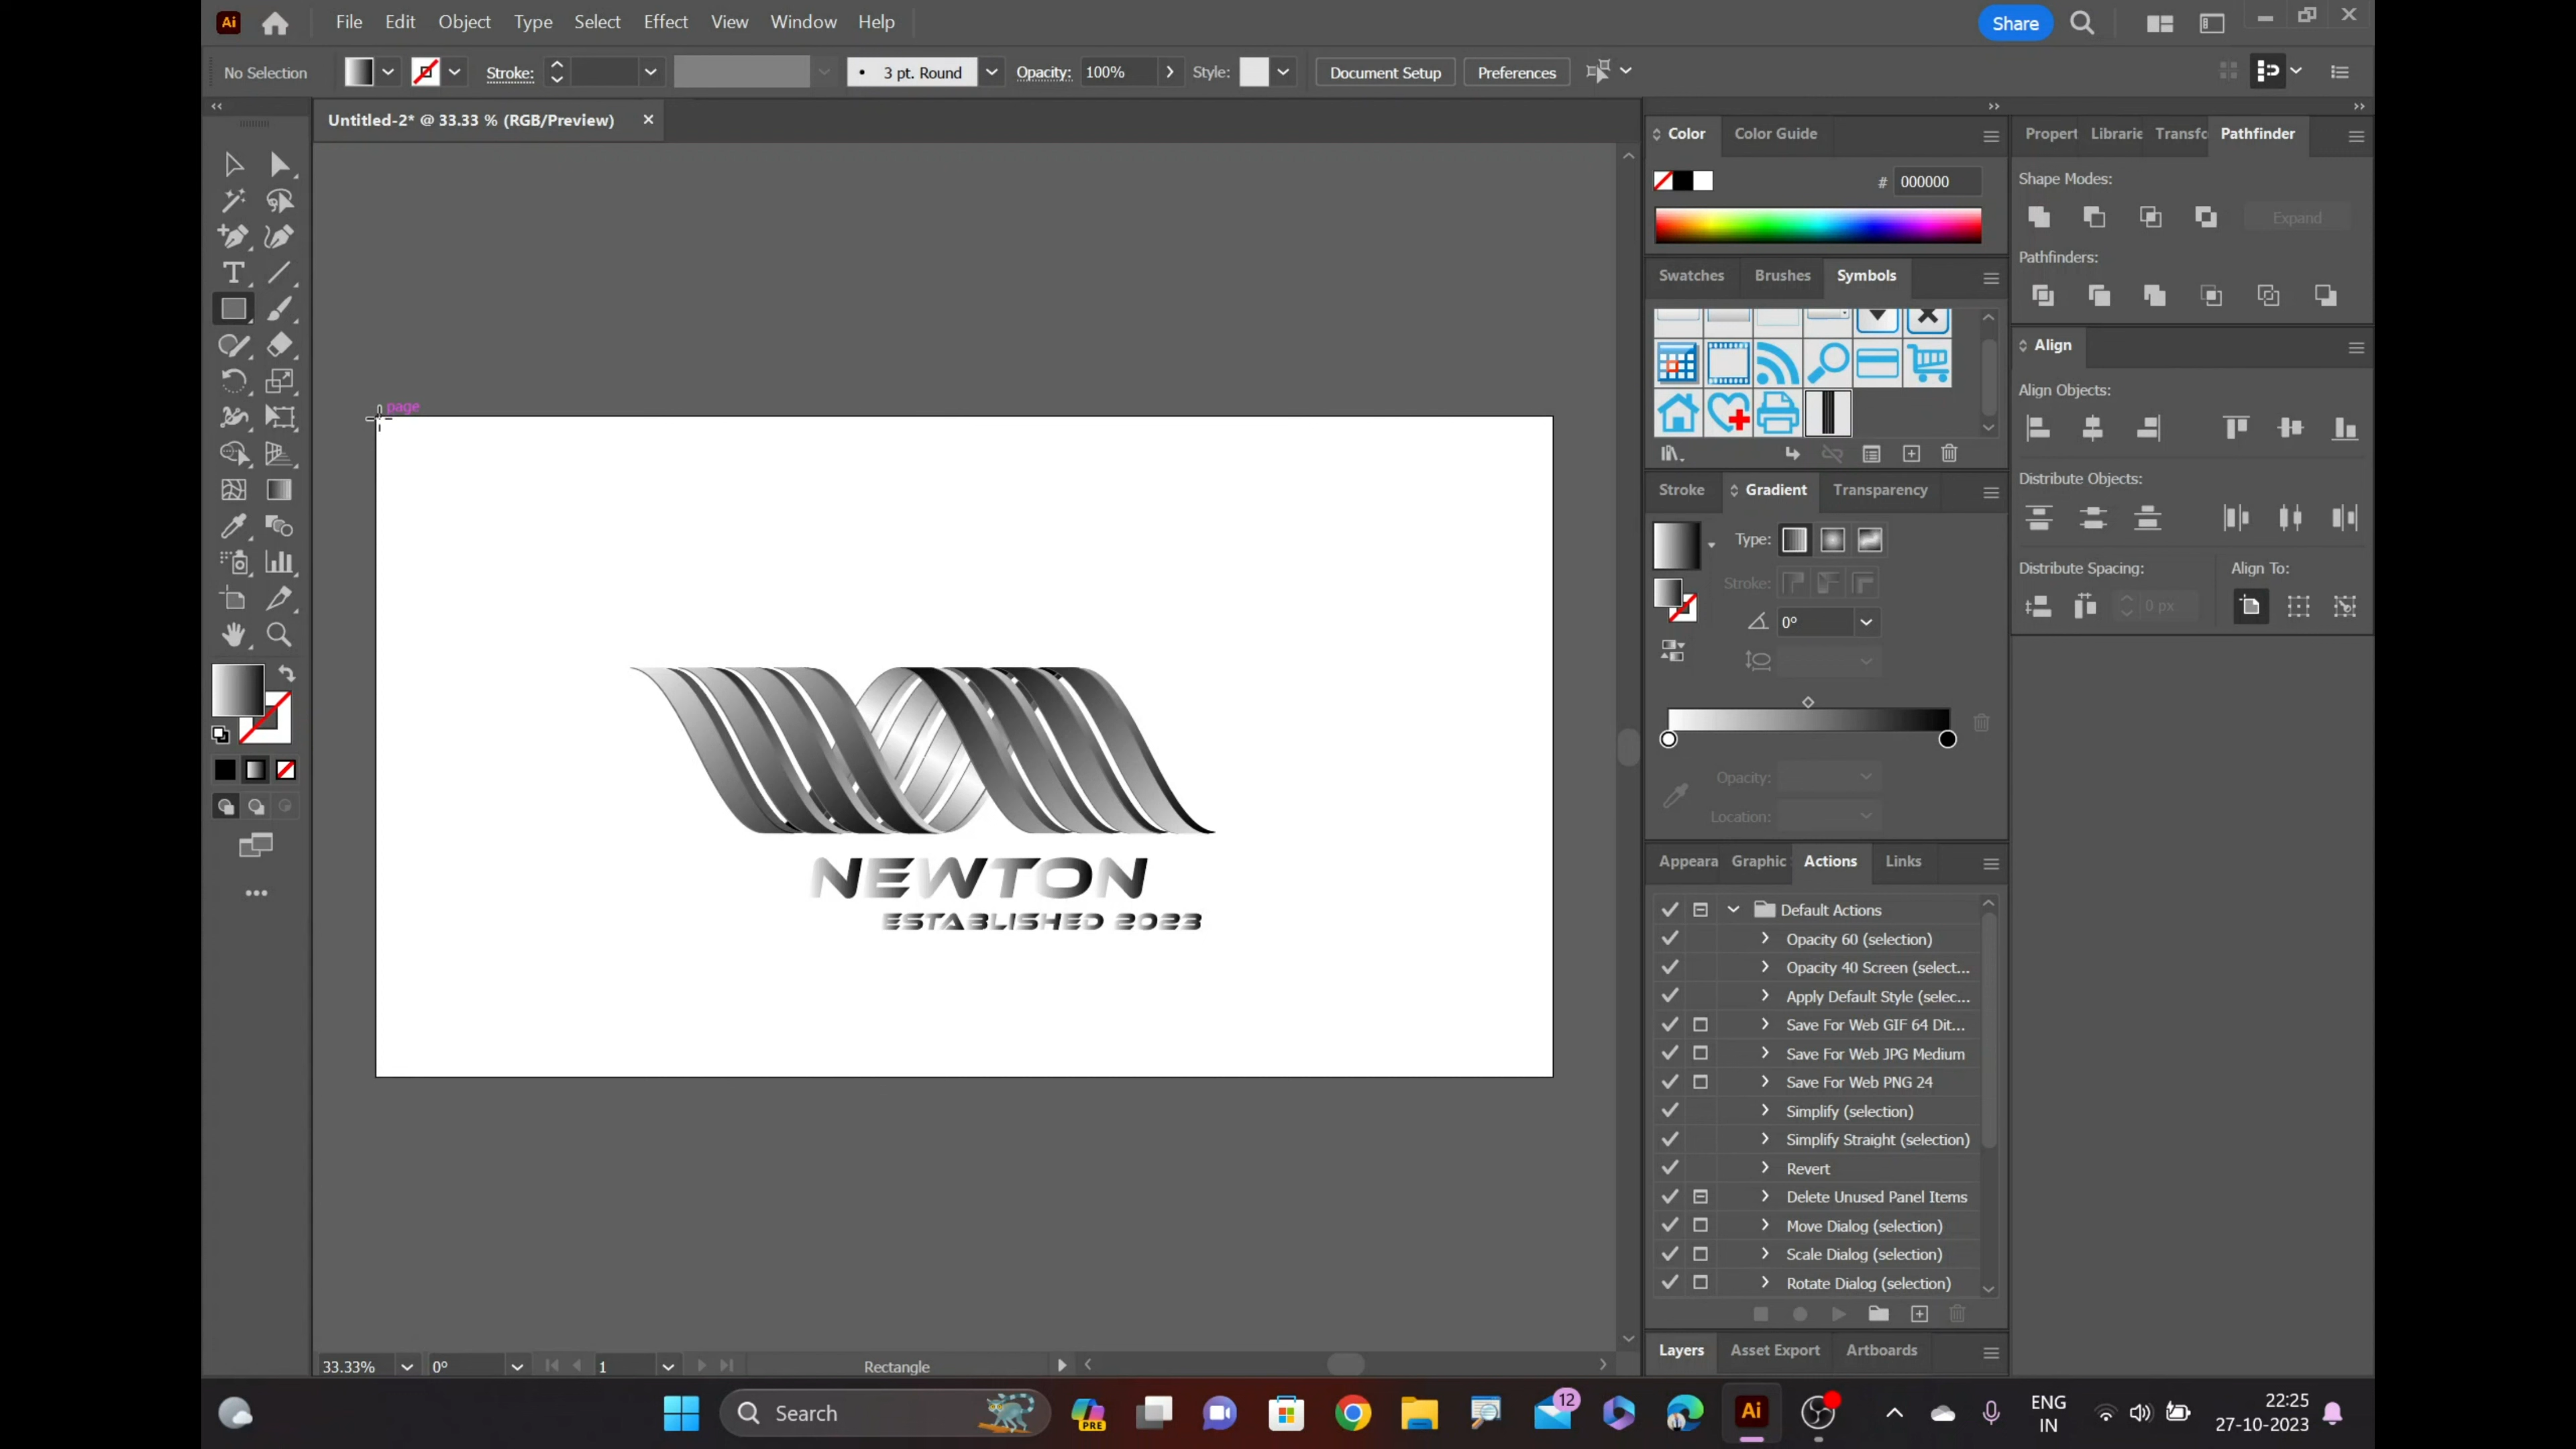 Ai File Edit Object Type Select Effect View Window Help Share
No Selection Stroke: 3 pt. Round Opacity: 100% Style: Document Setup Preferences
Untitled-2* @ 33.33 % (RGB/Preview)
Color Color Guide
# 000000
Swatches Brushes Symbols
Stroke Gradient Transparency
Type:
Stroke:
0°
Opacity:
Location:
Appeara Graphic Actions Links
Default Actions
Opacity 60 (selection)
Opacity 40 Screen (select...
Apply Default Style (selec...
Save For Web GIF 64 Dit...
Save For Web JPG Medium
Save For Web PNG 24
Simplify (selection)
Simplify Straight (selection)
Revert
Delete Unused Panel Items
Move Dialog (selection)
Scale Dialog (selection)
Rotate Dialog (selection)
Layers Asset Export Artboards
Propert Librarie Transfo Pathfinder
Shape Modes:
Expand
Pathfinders:
Align
Align Objects:
Distribute Objects:
Distribute Spacing: Align To:
0 px
page
NEWTON
ESTABLISHED 2023
33.33% 0° 1 Rectangle
Search PRE 12 Ai
ENG
IN
22:25
27-10-2023